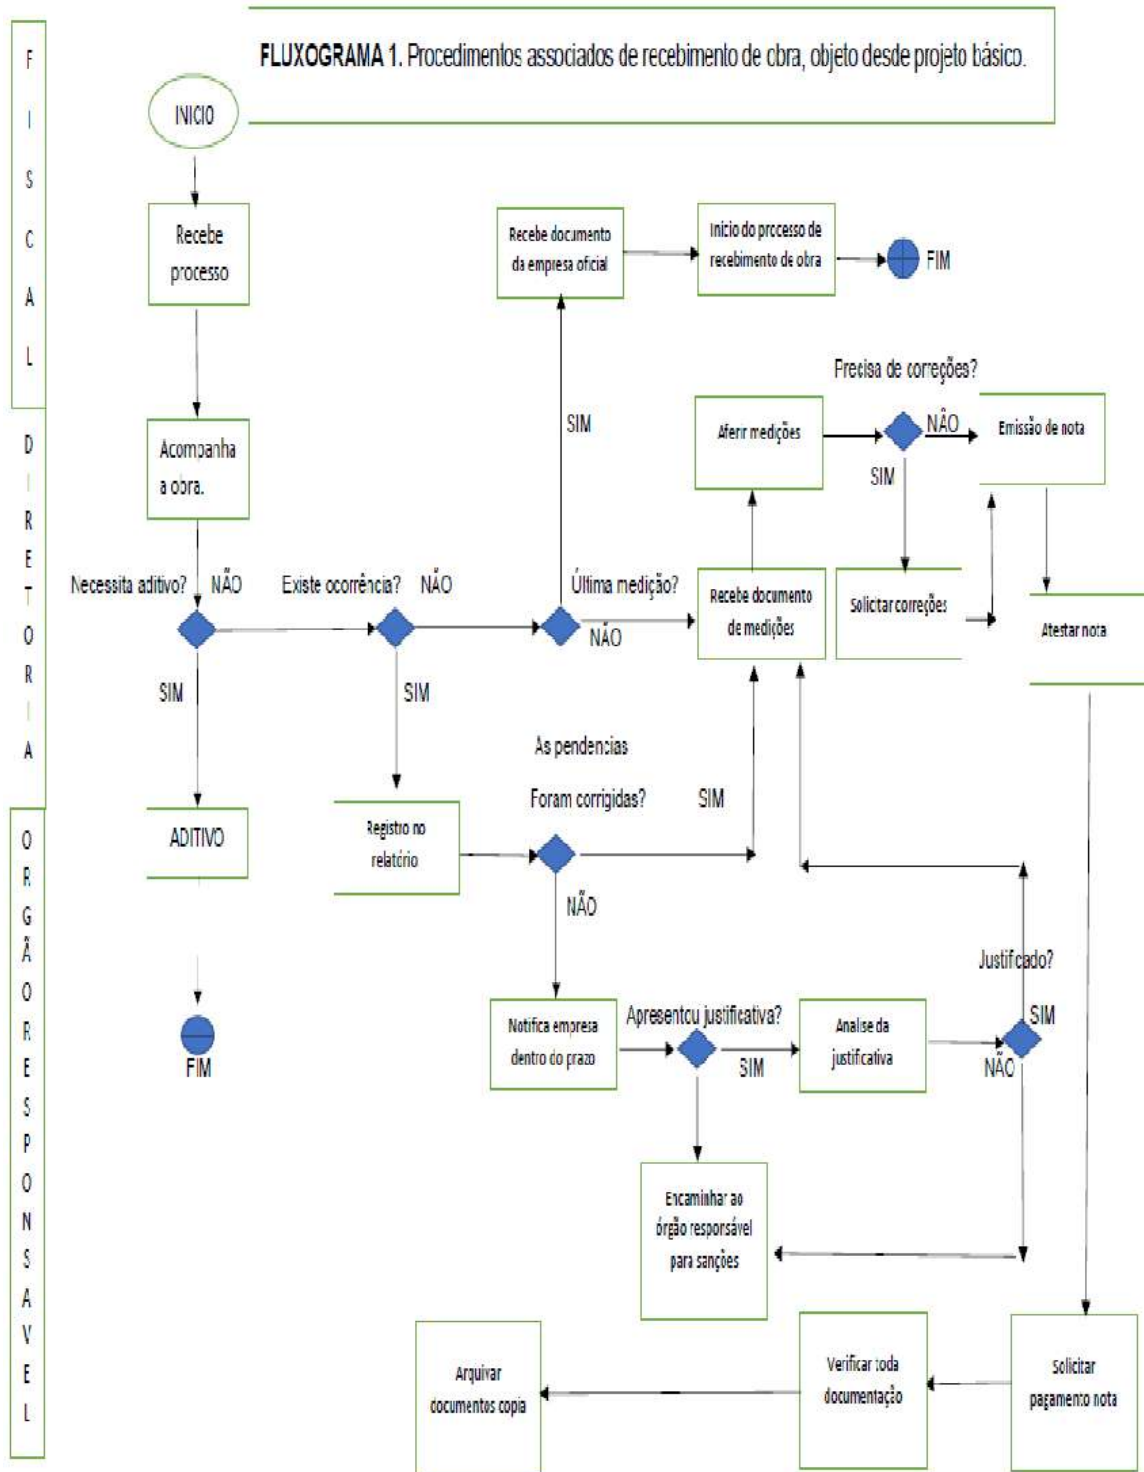 FLUXOGRAMA 1. Procedimentos associados de recebimento de obra, objeto desde projeto básico.
F
I
S
C
A
L
D
I
R
E
T
O
R
I
A
O
R
G
Ã
O
R
E
S
P
O
N
S
A
V
E
L
INICIO
Recebe
processo
Recebe documento
da empresa oficial
Inicio do processo de
recebimento de obra
FIM
Precisa de correções?
Acompanha
a obra.
SIM
Aferir medições
NÃO
Emissão de nota
SIM
Necessita aditivo?
NÃO
Existe ocorrência?
NÃO
Última medição?
NÃO
Recebe documento
de medições
Solicitar correções
Atestar nota
SIM
SIM
As pendencias
Foram corrigidas?
SIM
ADITIVO
Registro no
relatório
NÃO
Justificado?
Notifica empresa
dentro do prazo
Apresentou justificativa?
SIM
Analise da
justificativa
SIM
NÃO
FIM
Encaminhar ao
órgão responsável
para sanções
Arquivar
documentos copia
Verificar toda
documentação
Solicitar
pagamento nota